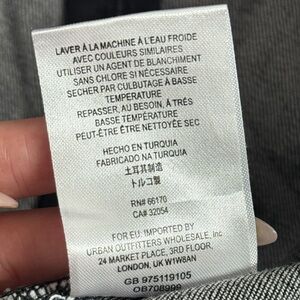 LAVER À LA MACHINE À L'EAU FROIDE
AVEC COULEURS SIMILAIRES
UTILISER UN AGENT DE BLANCHIMENT
SANS CHLORE SI NÉCESSAIRE
SECHER PAR CULBUTAGE À BASSE
TEMPÉRATURE
REPASSER, AU BESOIN, À TRÈS
BASSE TEMPÉRATURE
PEUT-ÊTRE ÊTRE NETTOYÉE SEC
HECHO EN TURQUIA
FABRICADO NA TURQUIA
土耳其制造
トルコ製
RN# 66170
CA# 32054
FOR EU: IMPORTED BY
URBAN OUTFITTERS WHOLESALE, INC
24 MARKET PLACE, 3RD FLOOR,
LONDON, UK W1W8AN
GB 975119105
OB708999